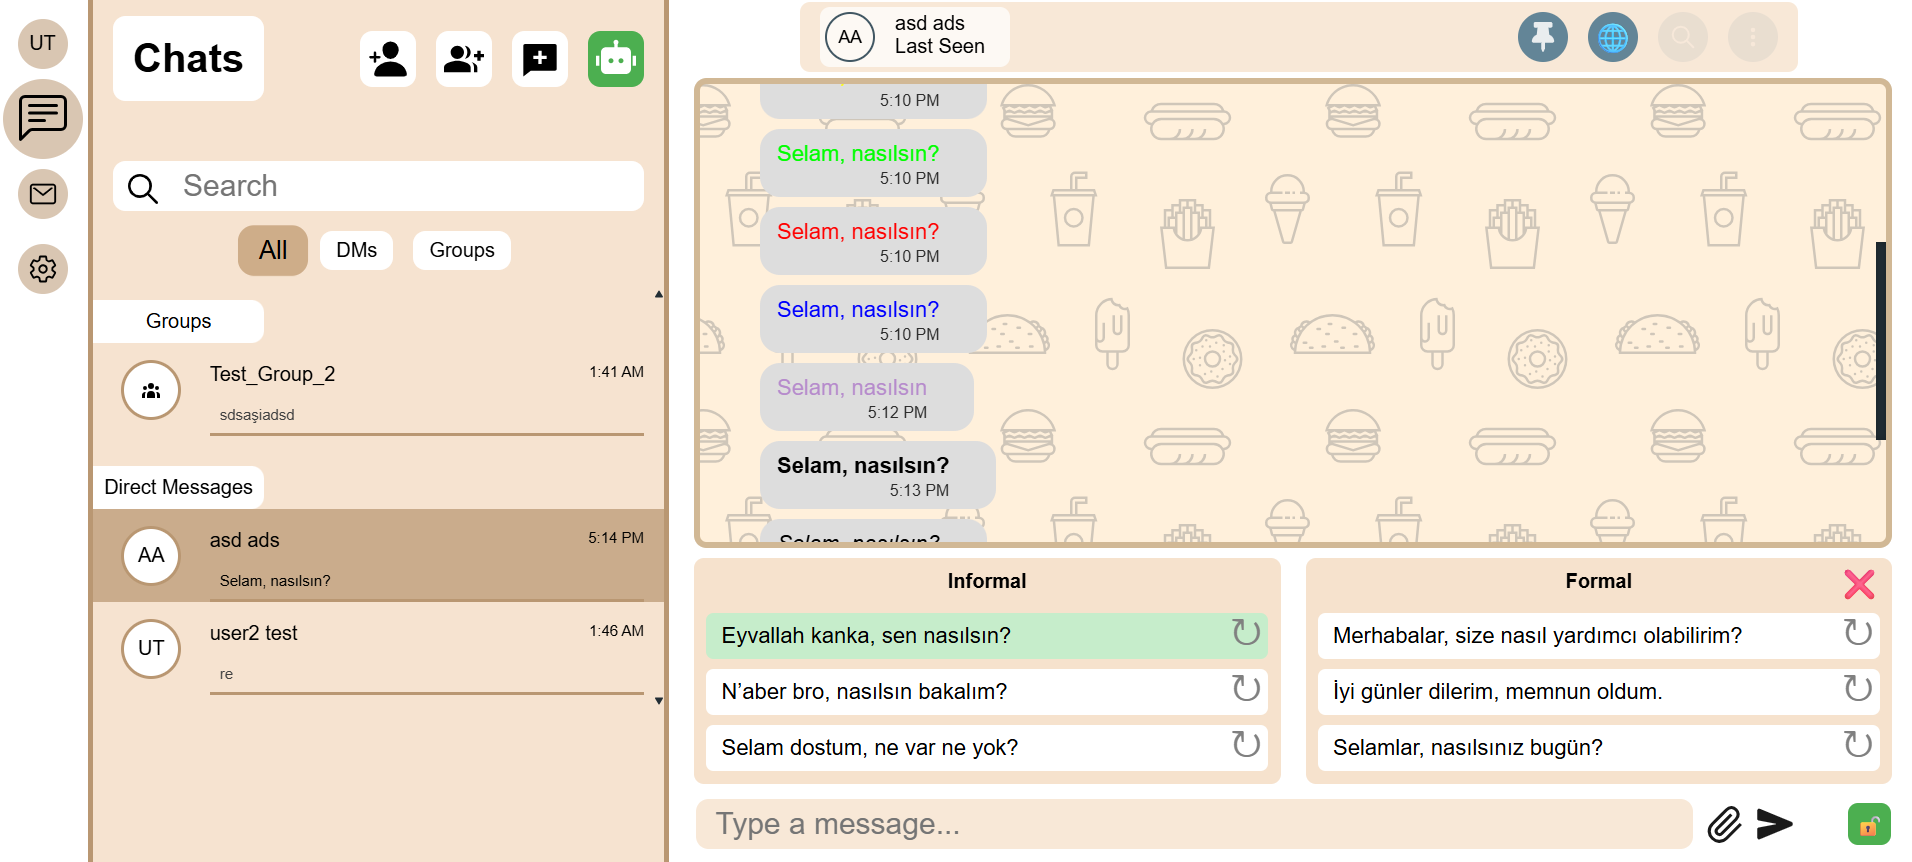 UT
Chats
Search
All
DMs
Groups
Groups
Test_Group_2
1:41 AM
sdsaşiadsd
Direct Messages
AA
asd ads
5:14 PM
Selam, nasılsın?
UT
user2 test
1:46 AM
re
AA
asd ads
Last Seen
5:10 PM
Selam, nasılsın?
5:10 PM
Selam, nasılsın?
5:10 PM
Selam, nasılsın?
5:10 PM
Selam, nasılsın
5:12 PM
Selam, nasılsın?
5:13 PM
Selam, nasılsın?
Informal
Eyvallah kanka, sen nasılsın?
N’aber bro, nasılsın bakalım?
Selam dostum, ne var ne yok?
Formal
Merhabalar, size nasıl yardımcı olabilirim?
İyi günler dilerim, memnun oldum.
Selamlar, nasılsınız bugün?
Type a message...